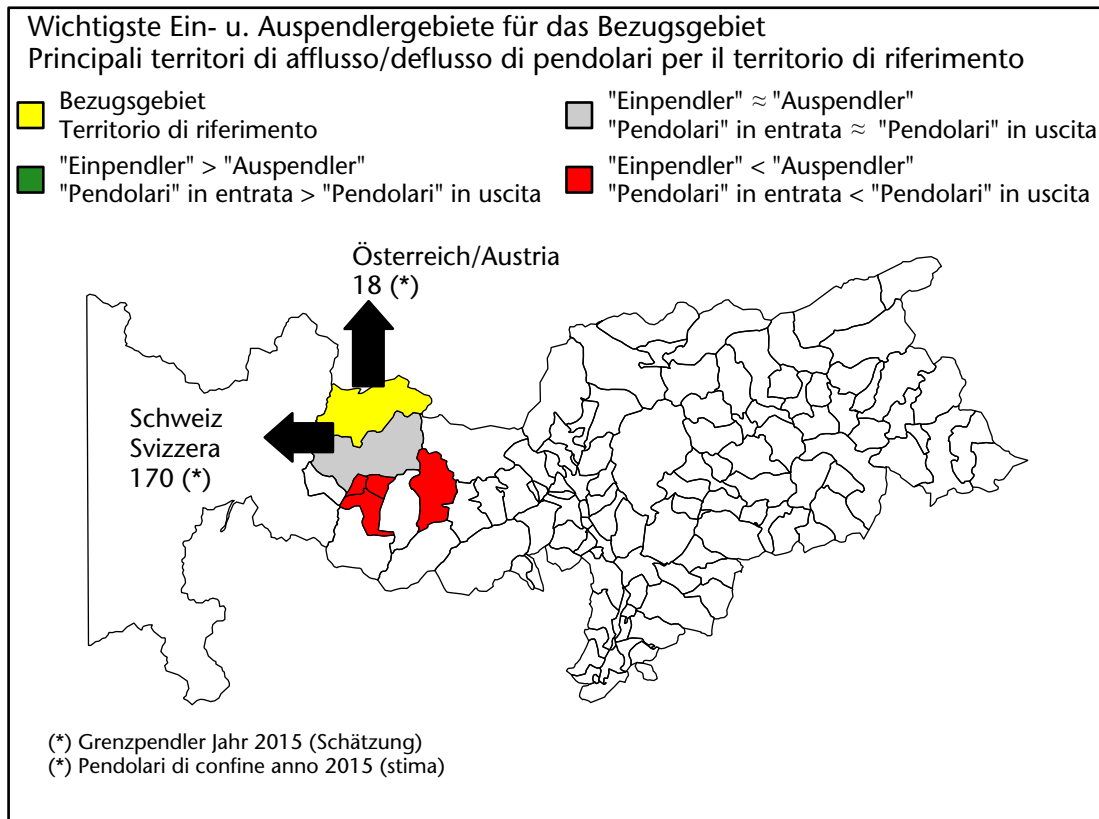 Wichtigste Ein- u. Auspendlergebiete für das Bezugsgebiet
Principali territori di afflusso/deflusso di pendolari per il territorio di riferimento
Bezugsgebiet
Territorio di riferimento
"Einpendler" > "Auspendler"
"Pendolari" in entrata > "Pendolari" in uscita
"Einpendler" ≈ "Auspendler"
"Pendolari" in entrata ≈ "Pendolari" in uscita
"Einpendler" < "Auspendler"
"Pendolari" in entrata < "Pendolari" in uscita
Österreich/Austria
18 (*)
Schweiz
Svizzera
170 (*)
(*) Grenzpendler Jahr 2015 (Schätzung)
(*) Pendolari di confine anno 2015 (stima)